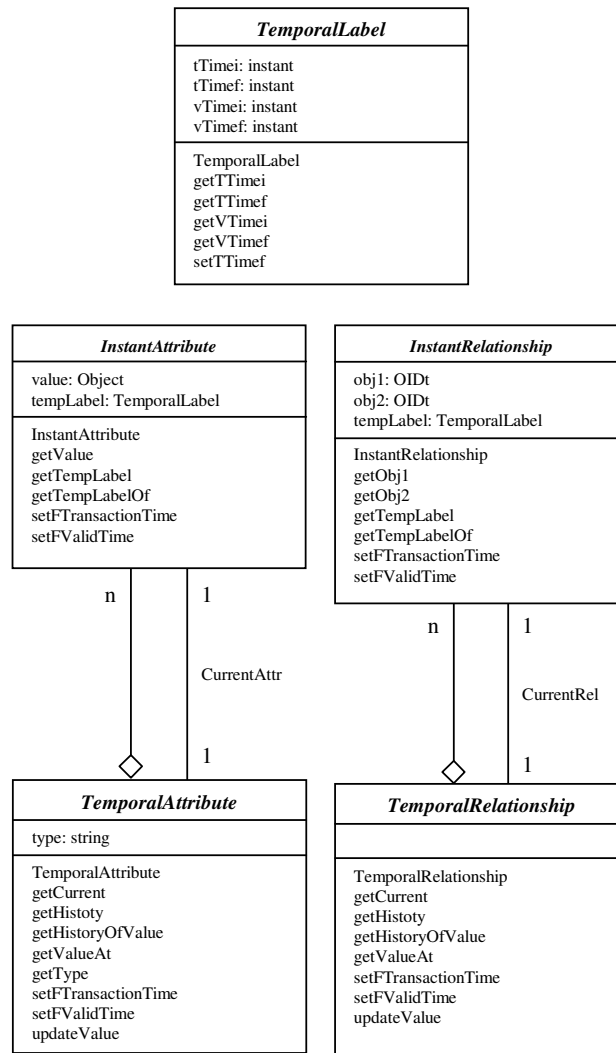 TemporalLabel
tTimei: instant
tTimef: instant
vTimei: instant
vTimef: instant
TemporalLabel
getTTimei
getTTimef
getVTimei
getVTimef
setTTimef
InstantAttribute
value: Object
tempLabel: TemporalLabel
InstantAttribute
getValue
getTempLabel
getTempLabelOf
setFTransactionTime
setFValidTime
InstantRelationship
obj1: OIDt
obj2: OIDt
tempLabel: TemporalLabel
InstantRelationship
getObj1
getObj2
getTempLabel
getTempLabelOf
setFTransactionTime
setFValidTime
n
1
CurrentAttr
1
n
1
CurrentRel
1
TemporalAttribute
type: string
TemporalAttribute
getCurrent
getHistoty
getHistoryOfValue
getValueAt
getType
setFTransactionTime
setFValidTime
updateValue
TemporalRelationship
TemporalRelationship
getCurrent
getHistoty
getHistoryOfValue
getValueAt
setFTransactionTime
setFValidTime
updateValue